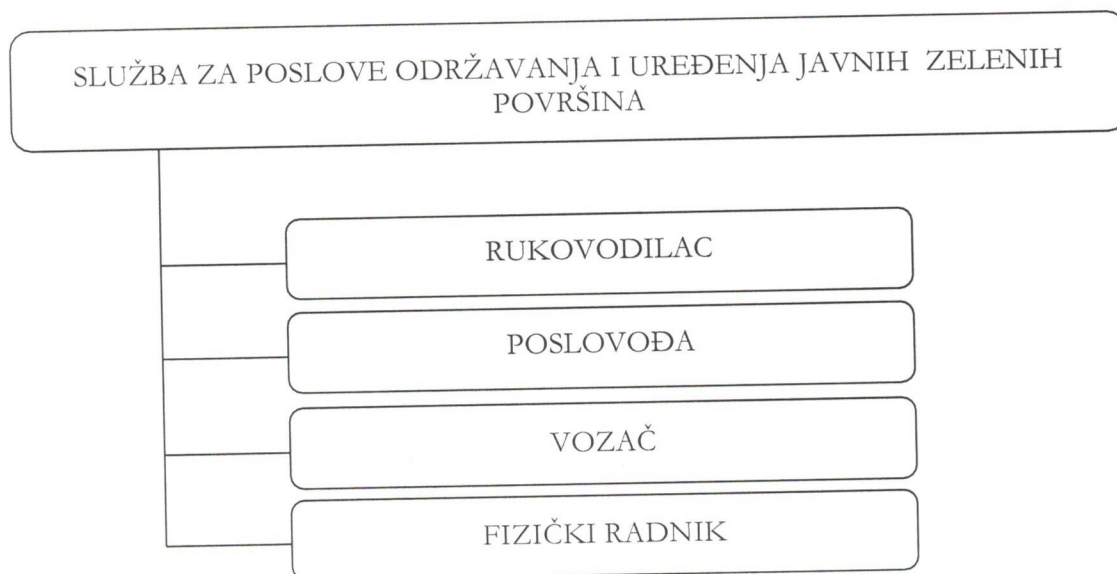 SLUŽBA ZA POSLOVE ODRŽAVANJA I UREĐENJA JAVNIH ZELENIH
POVRŠINA
RUKOVODILAC
POSLOVOĐA
VOZAČ
FIZIČKI RADNIK